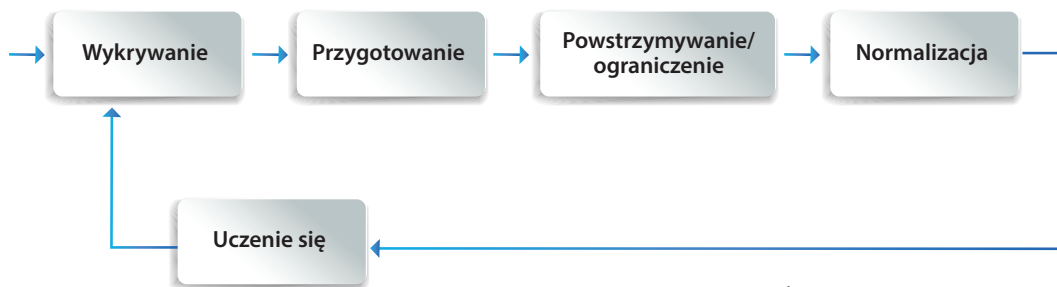 Wykrywanie
Przygotowanie
Powstrzymywanie/
ograniczenie
Normalizacja
Uczenie się